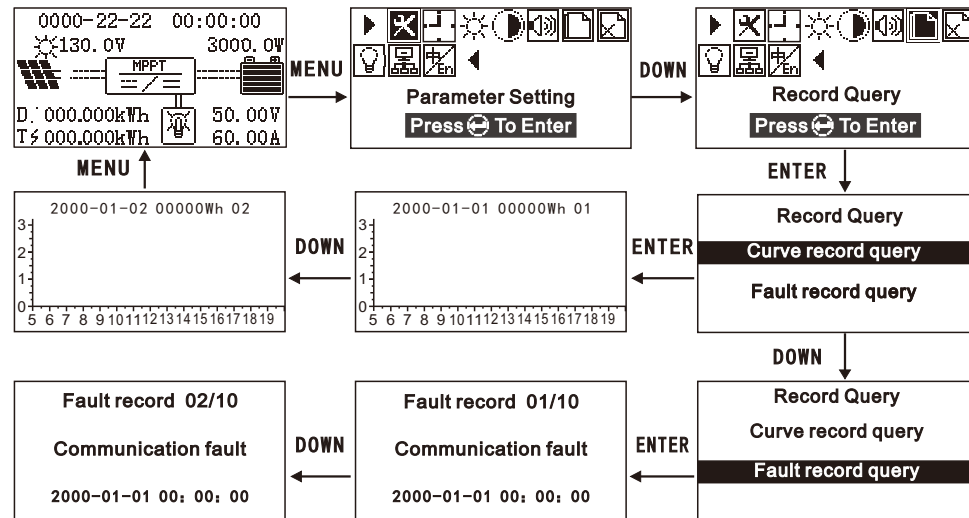 0000-22-22 00:00:00
130.0V 3000.0W
MPPT
D: 000.000kWh 50.00V
T 000.000kWh 60.00A
MENU
中/En
Parameter Setting
Press To Enter
DOWN
中/En
Record Query
Press To Enter
MENU
ENTER
2000-01-02 00000Wh 02
3
2
1
0
5 6 7 8 9 10 11 12 13 14 15 16 17 18 19
DOWN
2000-01-01 00000Wh 01
3
2
1
0
5 6 7 8 9 10 11 12 13 14 15 16 17 18 19
ENTER
Record Query
Curve record query
Fault record query
DOWN
Fault record 02/10
Communication fault
2000-01-01 00: 00: 00
DOWN
Fault record 01/10
Communication fault
2000-01-01 00: 00: 00
ENTER
Record Query
Curve record query
Fault record query